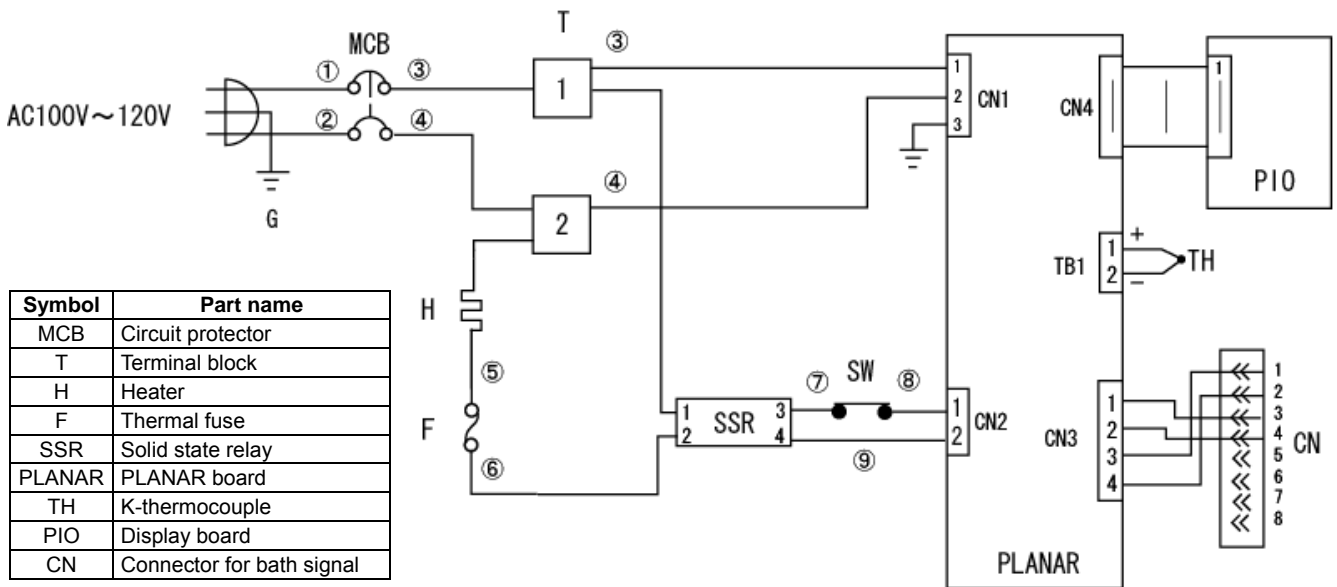 T
MCB
①
③
③
1
AC100V～120V
②
④
G
④
2
1
2
3
CN1
CN4
1
PIO
TB1
1
2
+
−
TH
Symbol Part name
MCB Circuit protector
T Terminal block
H Heater
F Thermal fuse
SSR Solid state relay
PLANAR PLANAR board
TH K-thermocouple
PIO Display board
CN Connector for bath signal
H
⑤
F
⑥
1
2
SSR
3
4
⑦
SW
⑧
⑨
1
2
CN2
CN3
1
2
3
4
1
2
3
4
5
6
7
8
CN
PLANAR